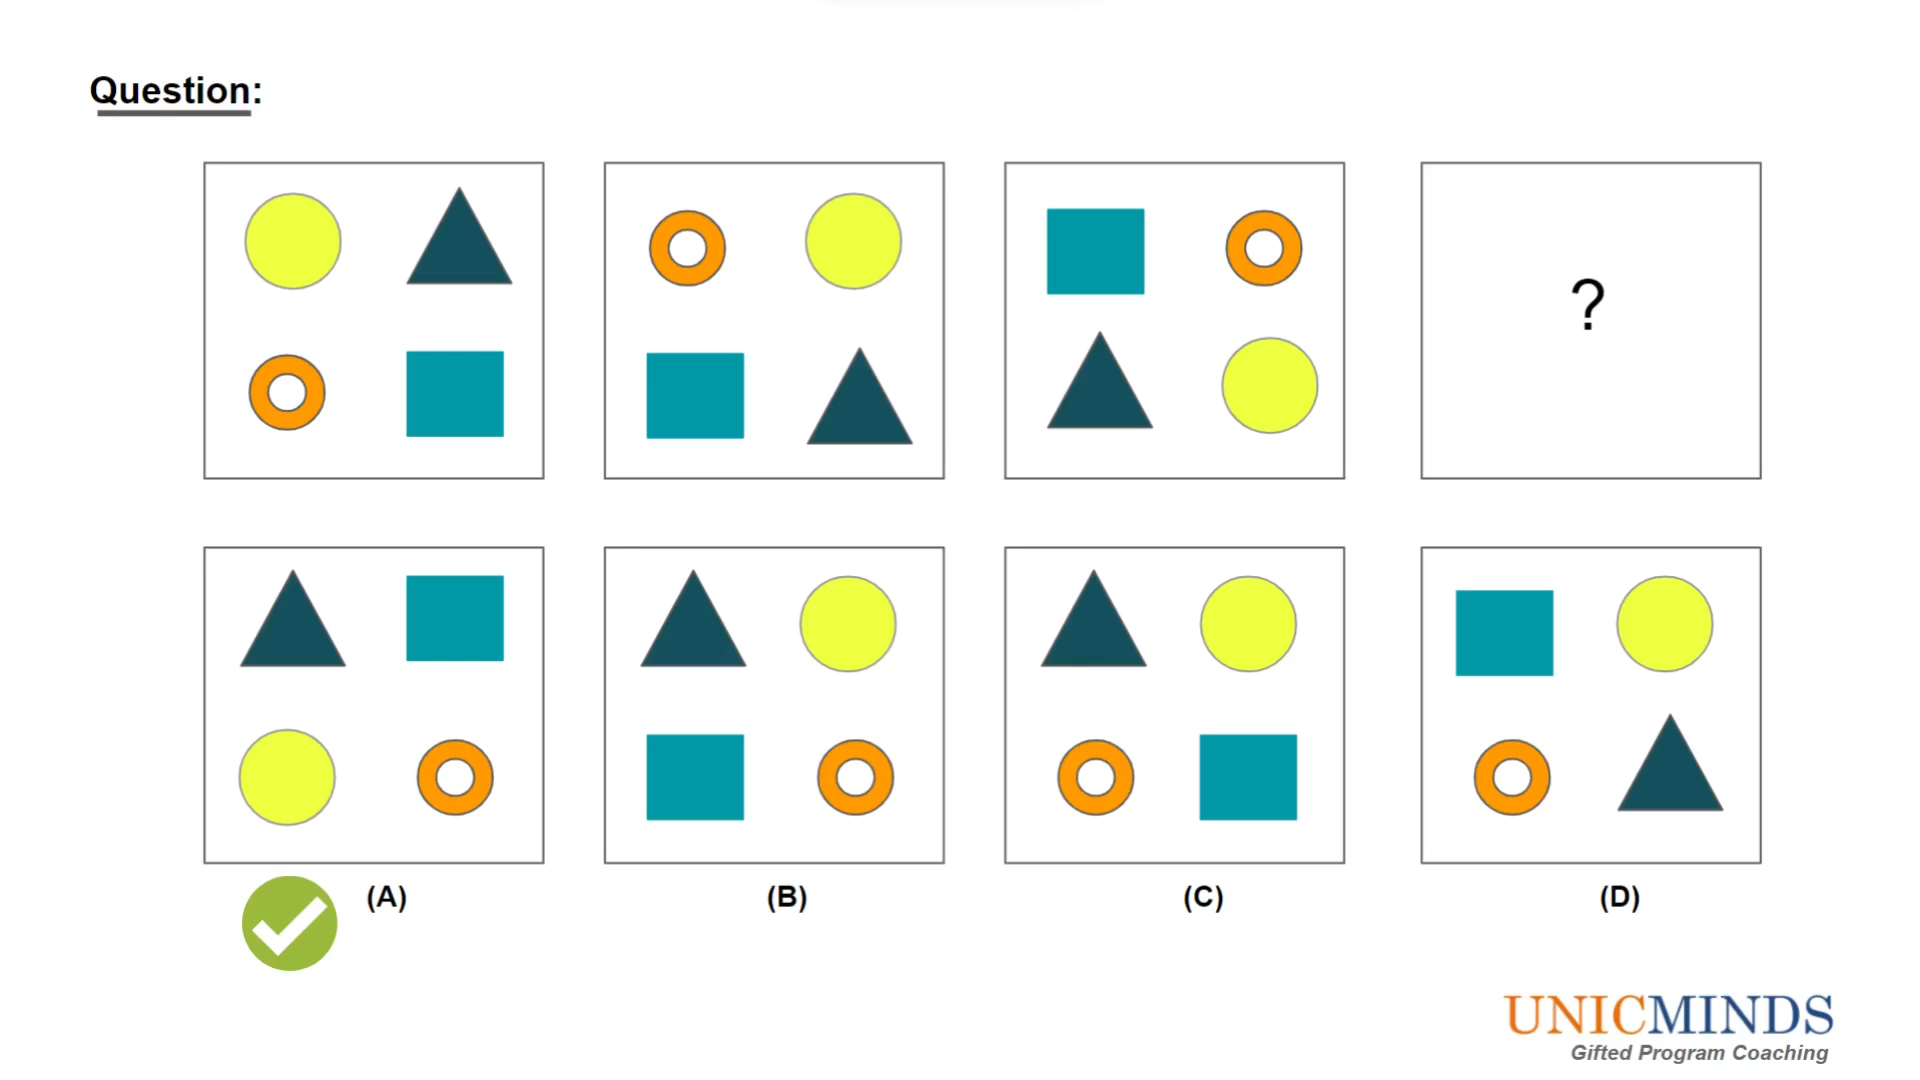 Question:
?
(A)
(B)
(C)
(D)
UNICMINDS
Gifted Program Coaching